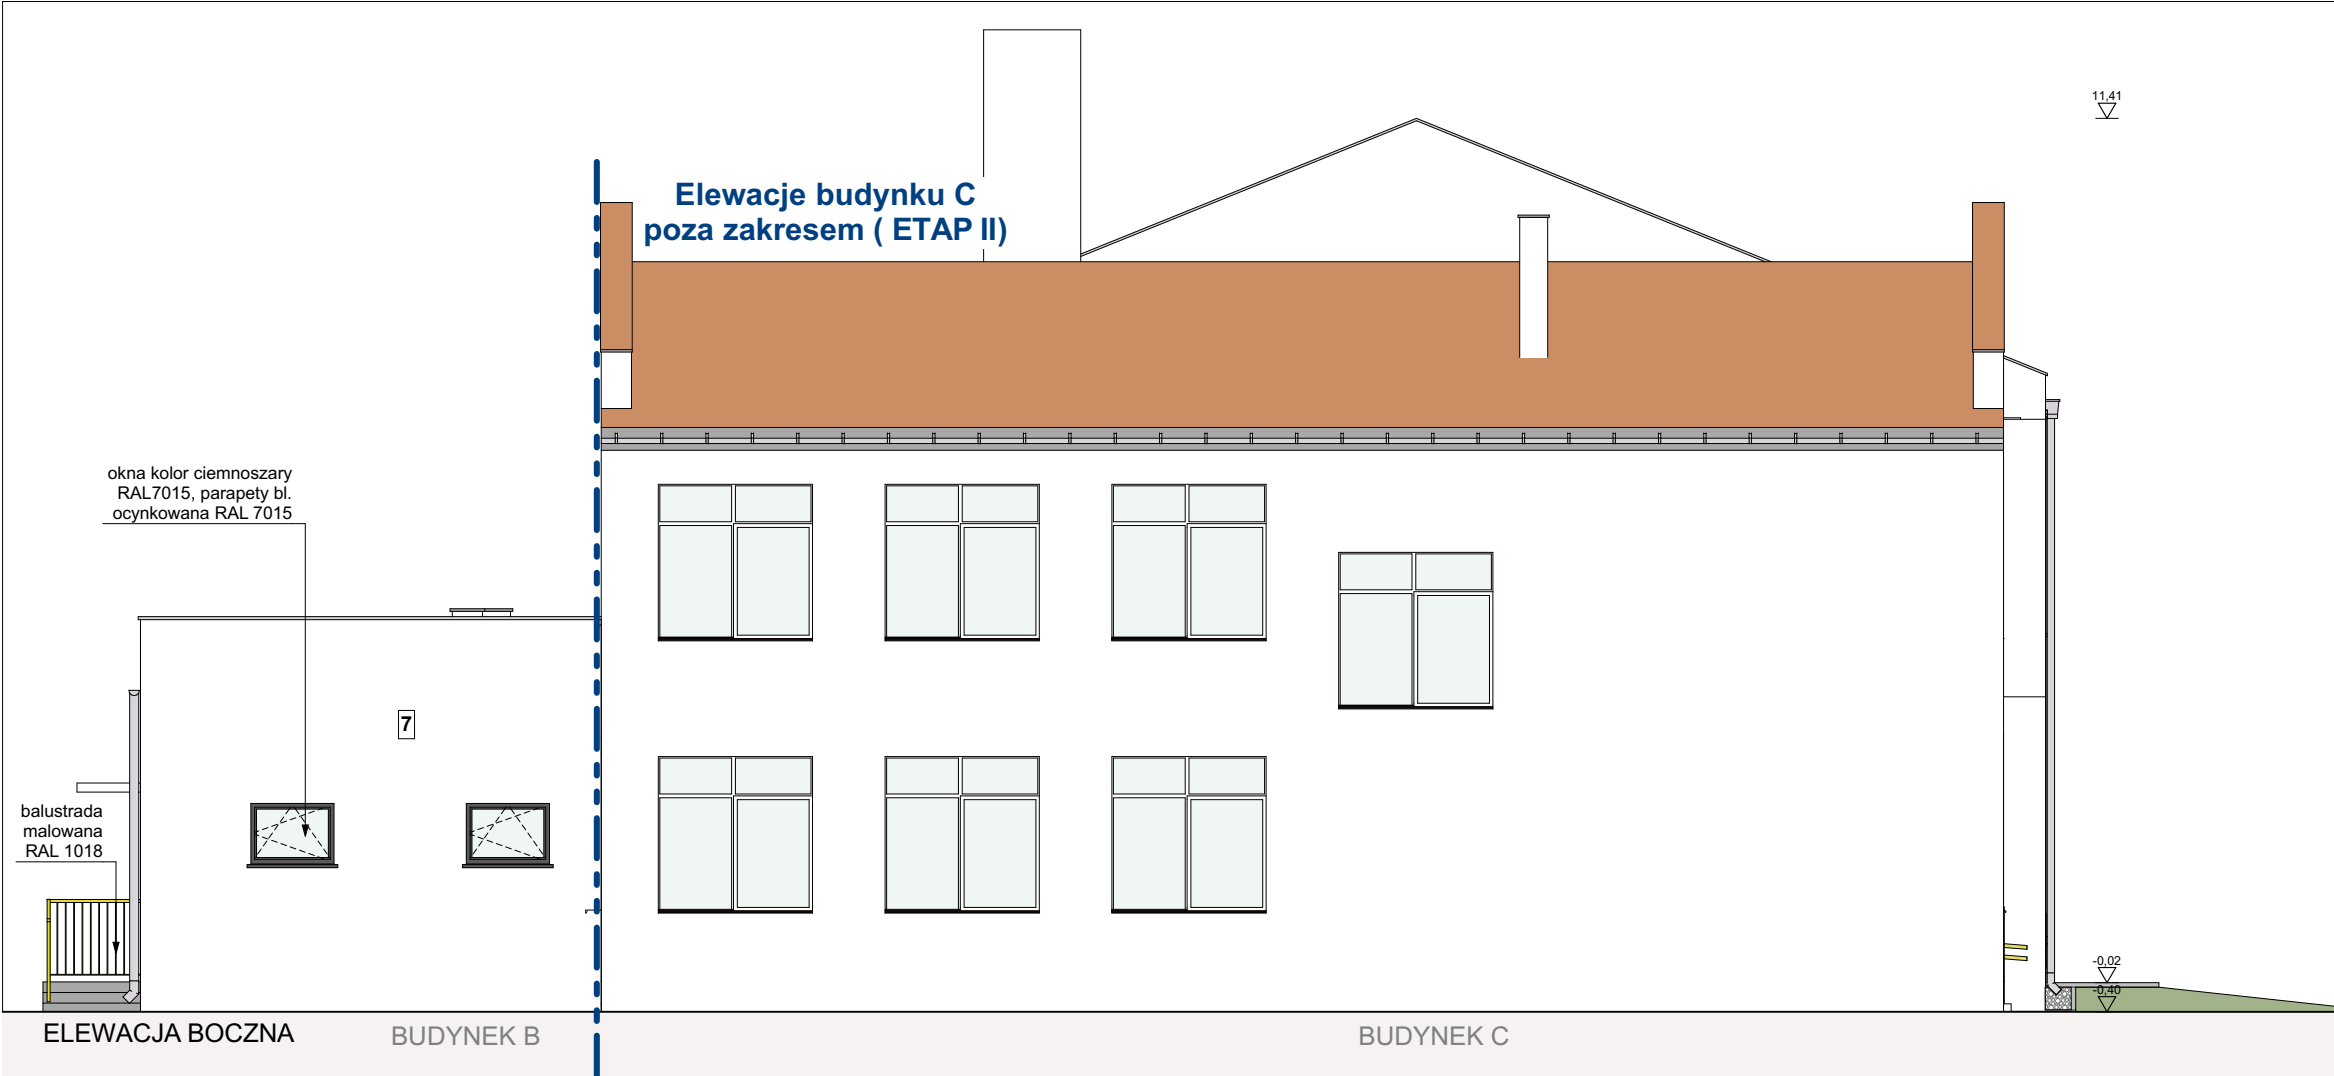 11,41
Elewacje budynku C
poza zakresem ( ETAP II)
okna kolor ciemnoszary
RAL7015, parapety bl.
ocynkowana RAL 7015
7
balustrada
malowana
RAL 1018
-0,02
-0,40
ELEWACJA BOCZNA
BUDYNEK B
BUDYNEK C